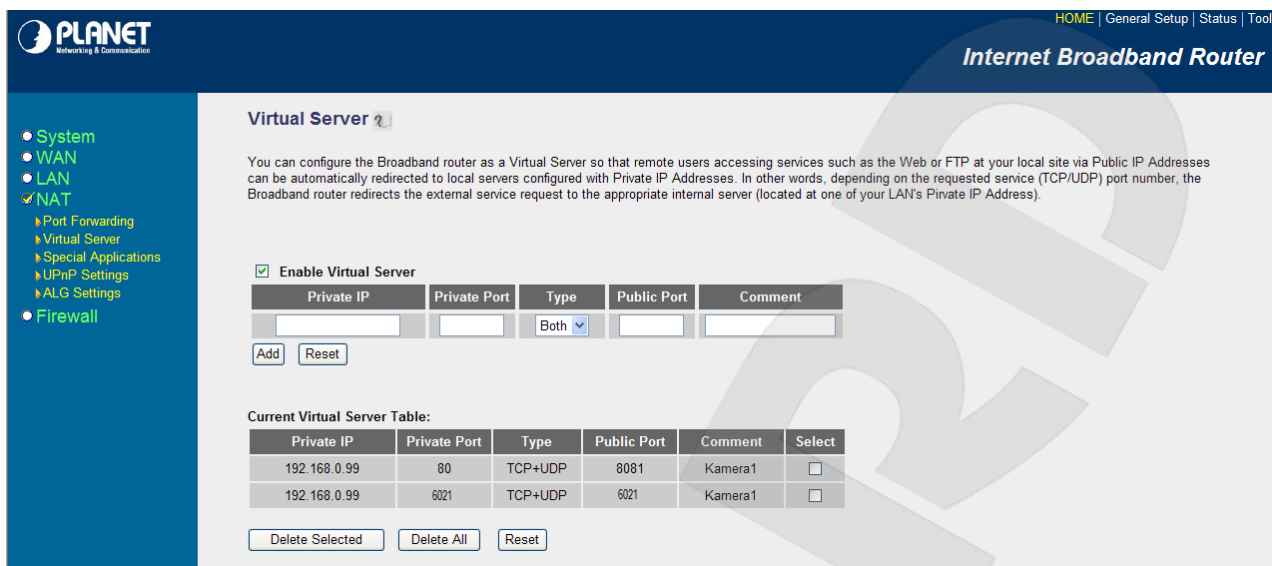 PLANET
Networking & Communication
HOME | General Setup | Status | Tool
Internet Broadband Router
System
WAN
LAN
NAT
Port Forwarding
Virtual Server
Special Applications
UPnP Settings
ALG Settings
Firewall
Virtual Server
You can configure the Broadband router as a Virtual Server so that remote users accessing services such as the Web or FTP at your local site via Public IP Addresses
can be automatically redirected to local servers configured with Private IP Addresses. In other words, depending on the requested service (TCP/UDP) port number, the
Broadband router redirects the external service request to the appropriate internal server (located at one of your LAN's Private IP Address).
Enable Virtual Server
Private IP Private Port Type Public Port Comment
Both
Add Reset
Current Virtual Server Table:
Private IP Private Port Type Public Port Comment Select
192.168.0.99 80 TCP+UDP 8081 Kamera1
192.168.0.99 6021 TCP+UDP 6021 Kamera1
Delete Selected Delete All Reset